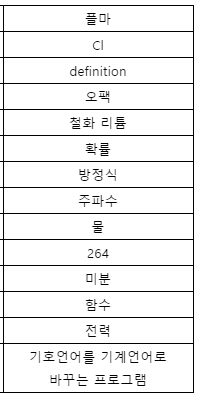 플마
Cl
definition
오팩
철화 리튬
확률
방정식
주파수
물
264
미분
함수
전력
기호언어를 기계언어로
바꾸는 프로그램